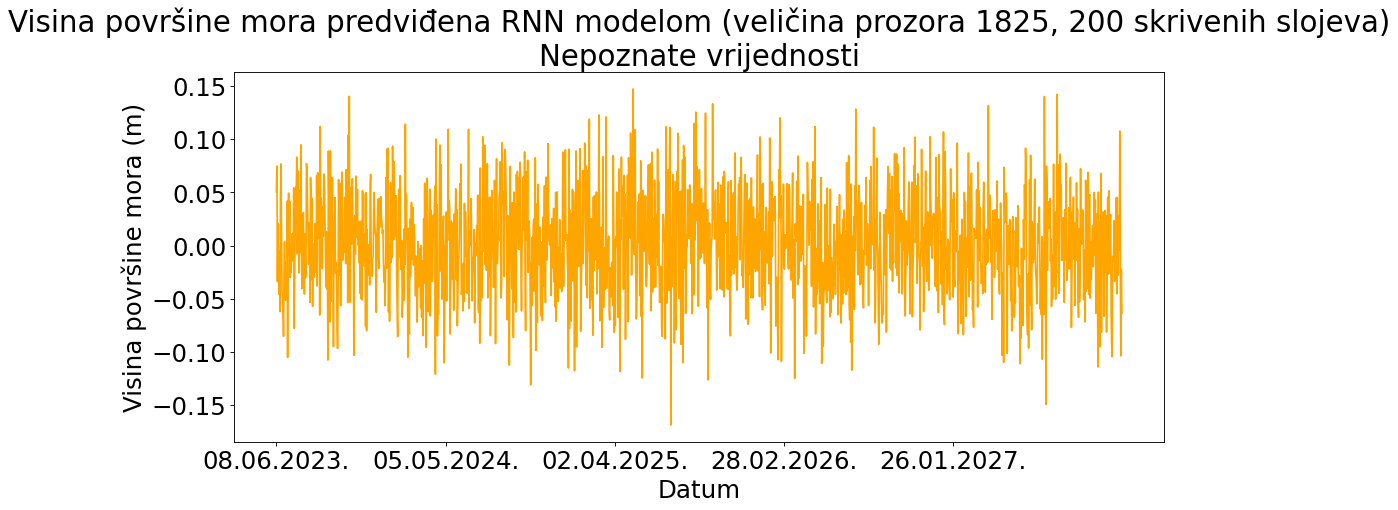 Visina površine mora predviđena RNN modelom (veličina prozora 1825, 200 skrivenih slojeva)
Nepoznate vrijednosti
Visina površine mora (m)
0.15
0.10
0.05
0.00
−0.05
−0.10
−0.15
08.06.2023. 05.05.2024. 02.04.2025. 28.02.2026. 26.01.2027.
Datum